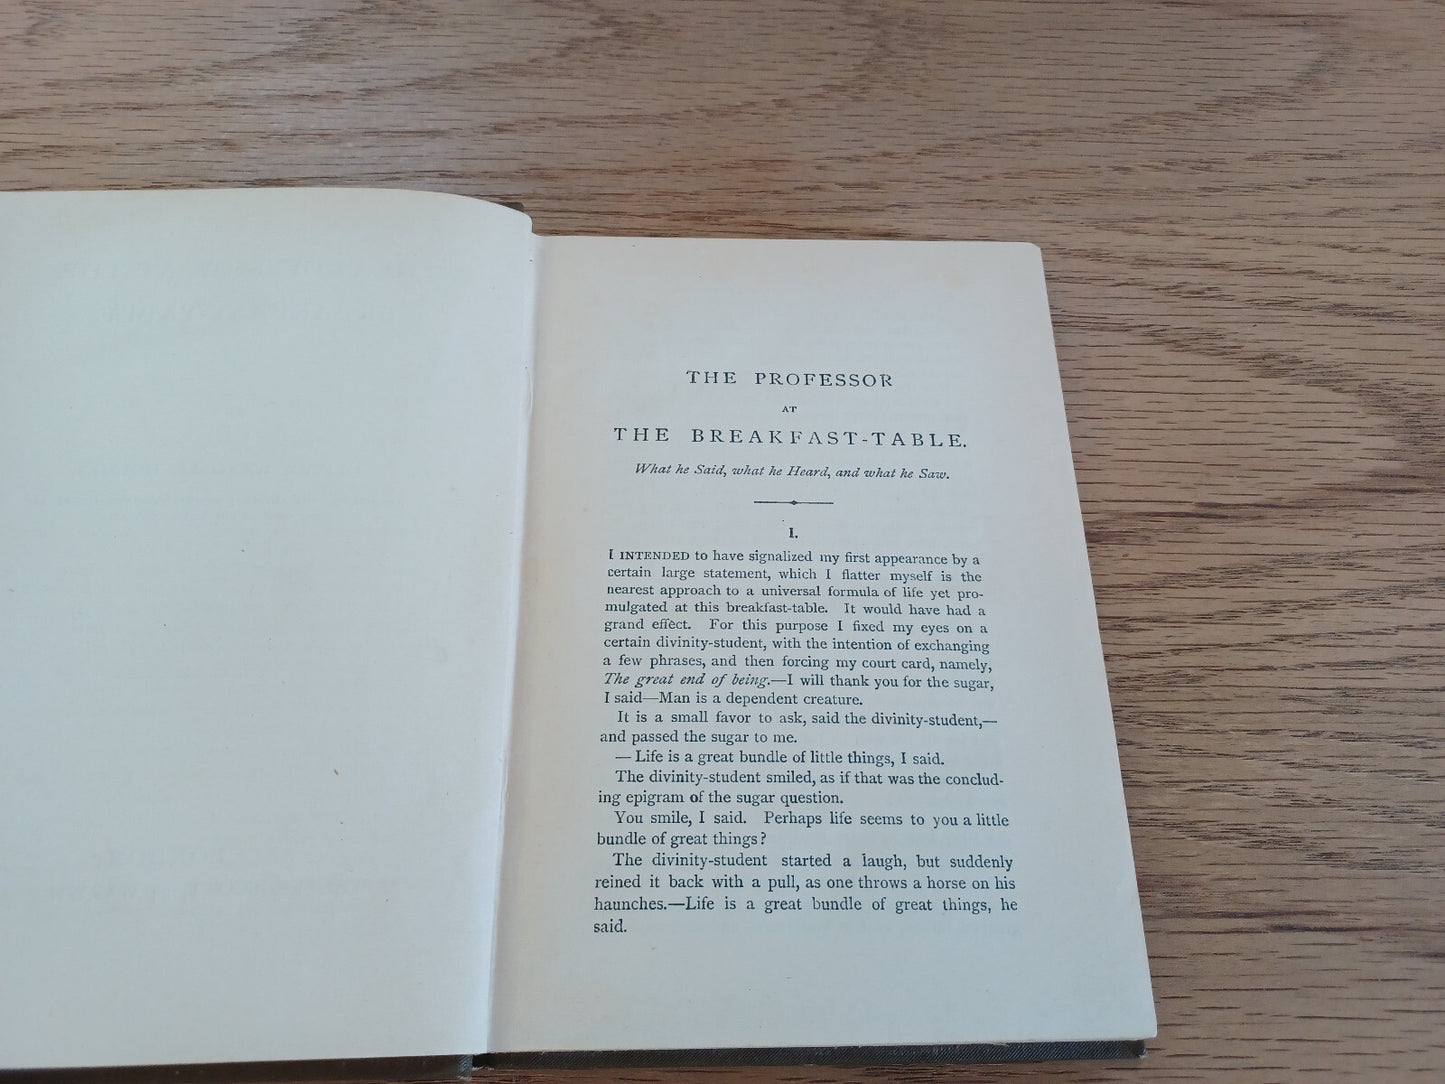 THE PROFESSOR
AT
THE BREAKFAST-TABLE.
What he Said, what he Heard, and what he Saw.
I.
I INTENDED to have signalized my first appearance by a
certain large statement, which I flatter myself is the
nearest approach to a universal formula of life yet pro-
mulgated at this breakfast-table. It would have had a
grand effect. For this purpose I fixed my eyes on a
certain divinity-student, with the intention of exchanging
a few phrases, and then forcing my court card, namely,
The great end of being.—I will thank you for the sugar,
I said—Man is a dependent creature.
It is a small favor to ask, said the divinity-student,—
and passed the sugar to me.
— Life is a great bundle of little things, I said.
The divinity-student smiled, as if that was the conclud-
ing epigram of the sugar question.
You smile, I said. Perhaps life seems to you a little
bundle of great things?
The divinity-student started a laugh, but suddenly
reined it back with a pull, as one throws a horse on his
haunches.—Life is a great bundle of great things, he
said.